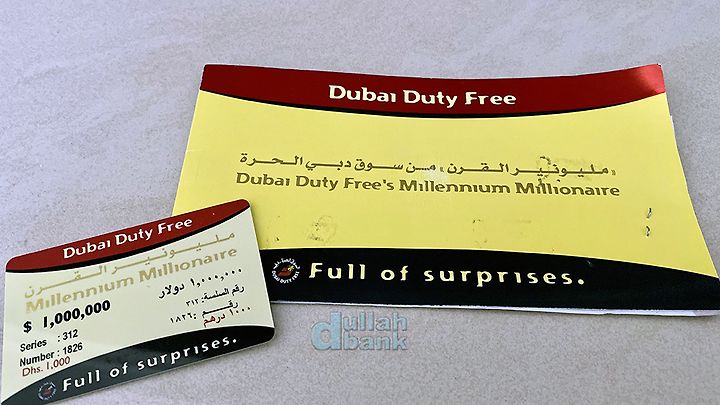 Dubai Duty Free
«مليونير القرن» من سوق دبي الحرة
Dubai Duty Free's Millennium Millionaire
Full of surprises.
Dubai Duty Free
مليونير القرن
Millennium Millionaire
١,٠٠٠,٠٠٠ دولار
$ 1,000,000
رقم السلسة: ٣١٢
Series : 312
رقم : ١٨٢٦
Number : 1826
١٠٠٠ درهم
Dhs. 1,000
Full of surprises.
dullah
bank